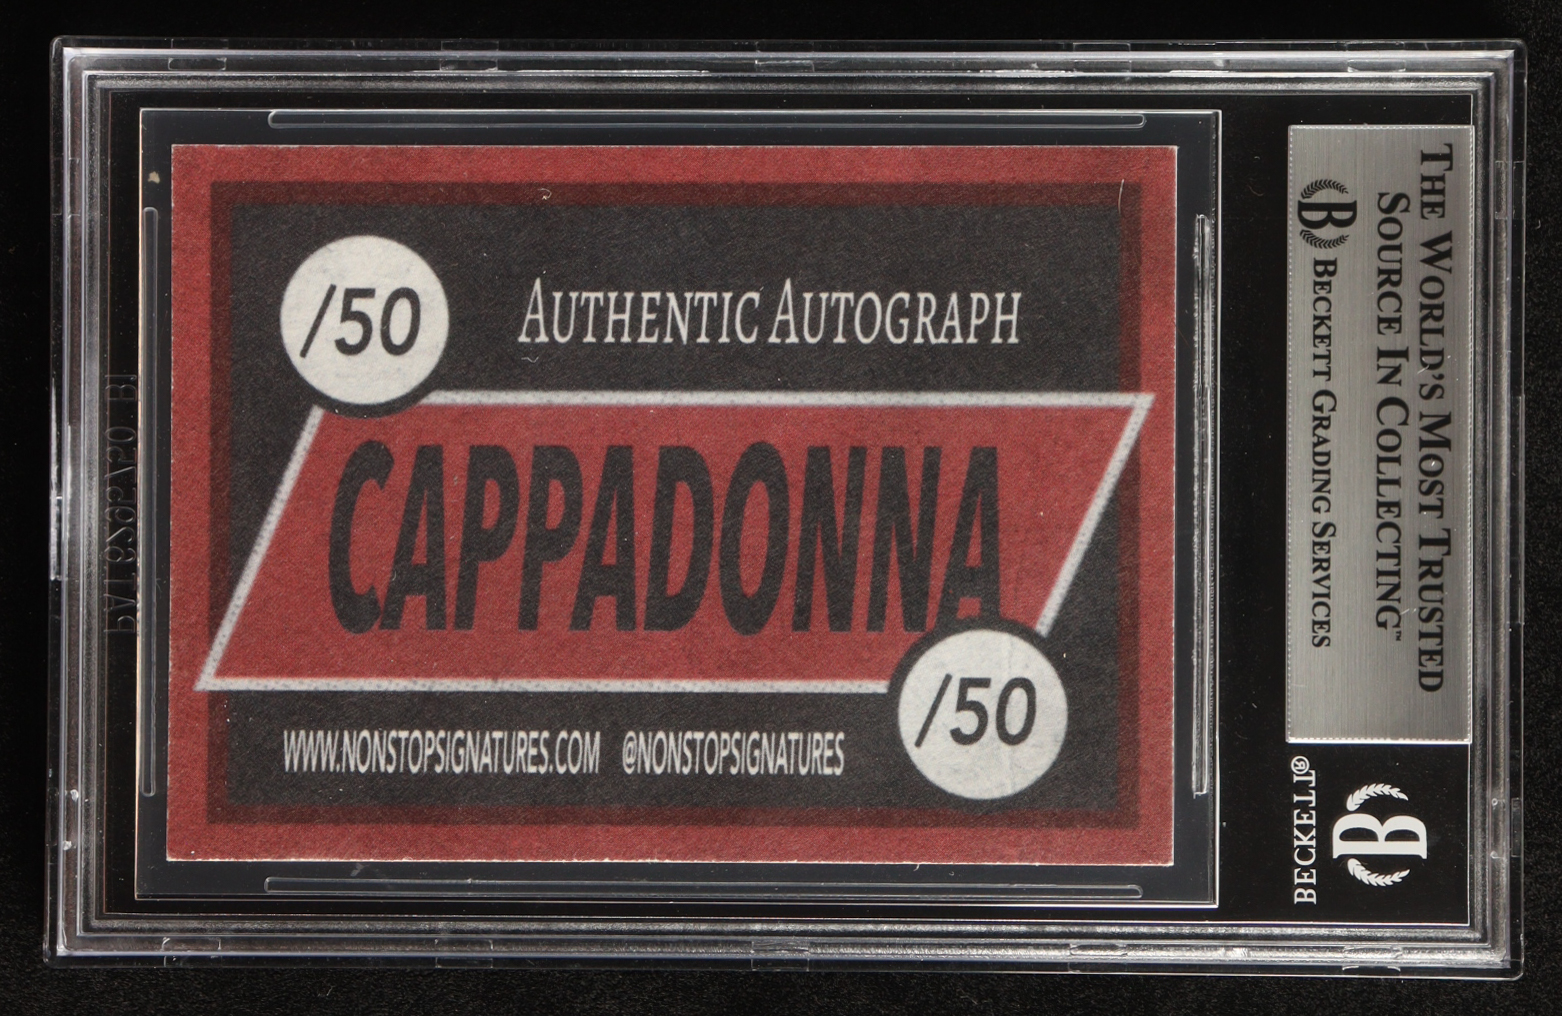 /50
AUTHENTIC AUTOGRAPH
CAPPADONNA
/50
WWW.NONSTOPSIGNATURES.COM @NONSTOPSIGNATURES
THE WORLD'S MOST TRUSTED
SOURCE IN COLLECTING™
B BECKETT GRADING SERVICES
B
BECKETT®